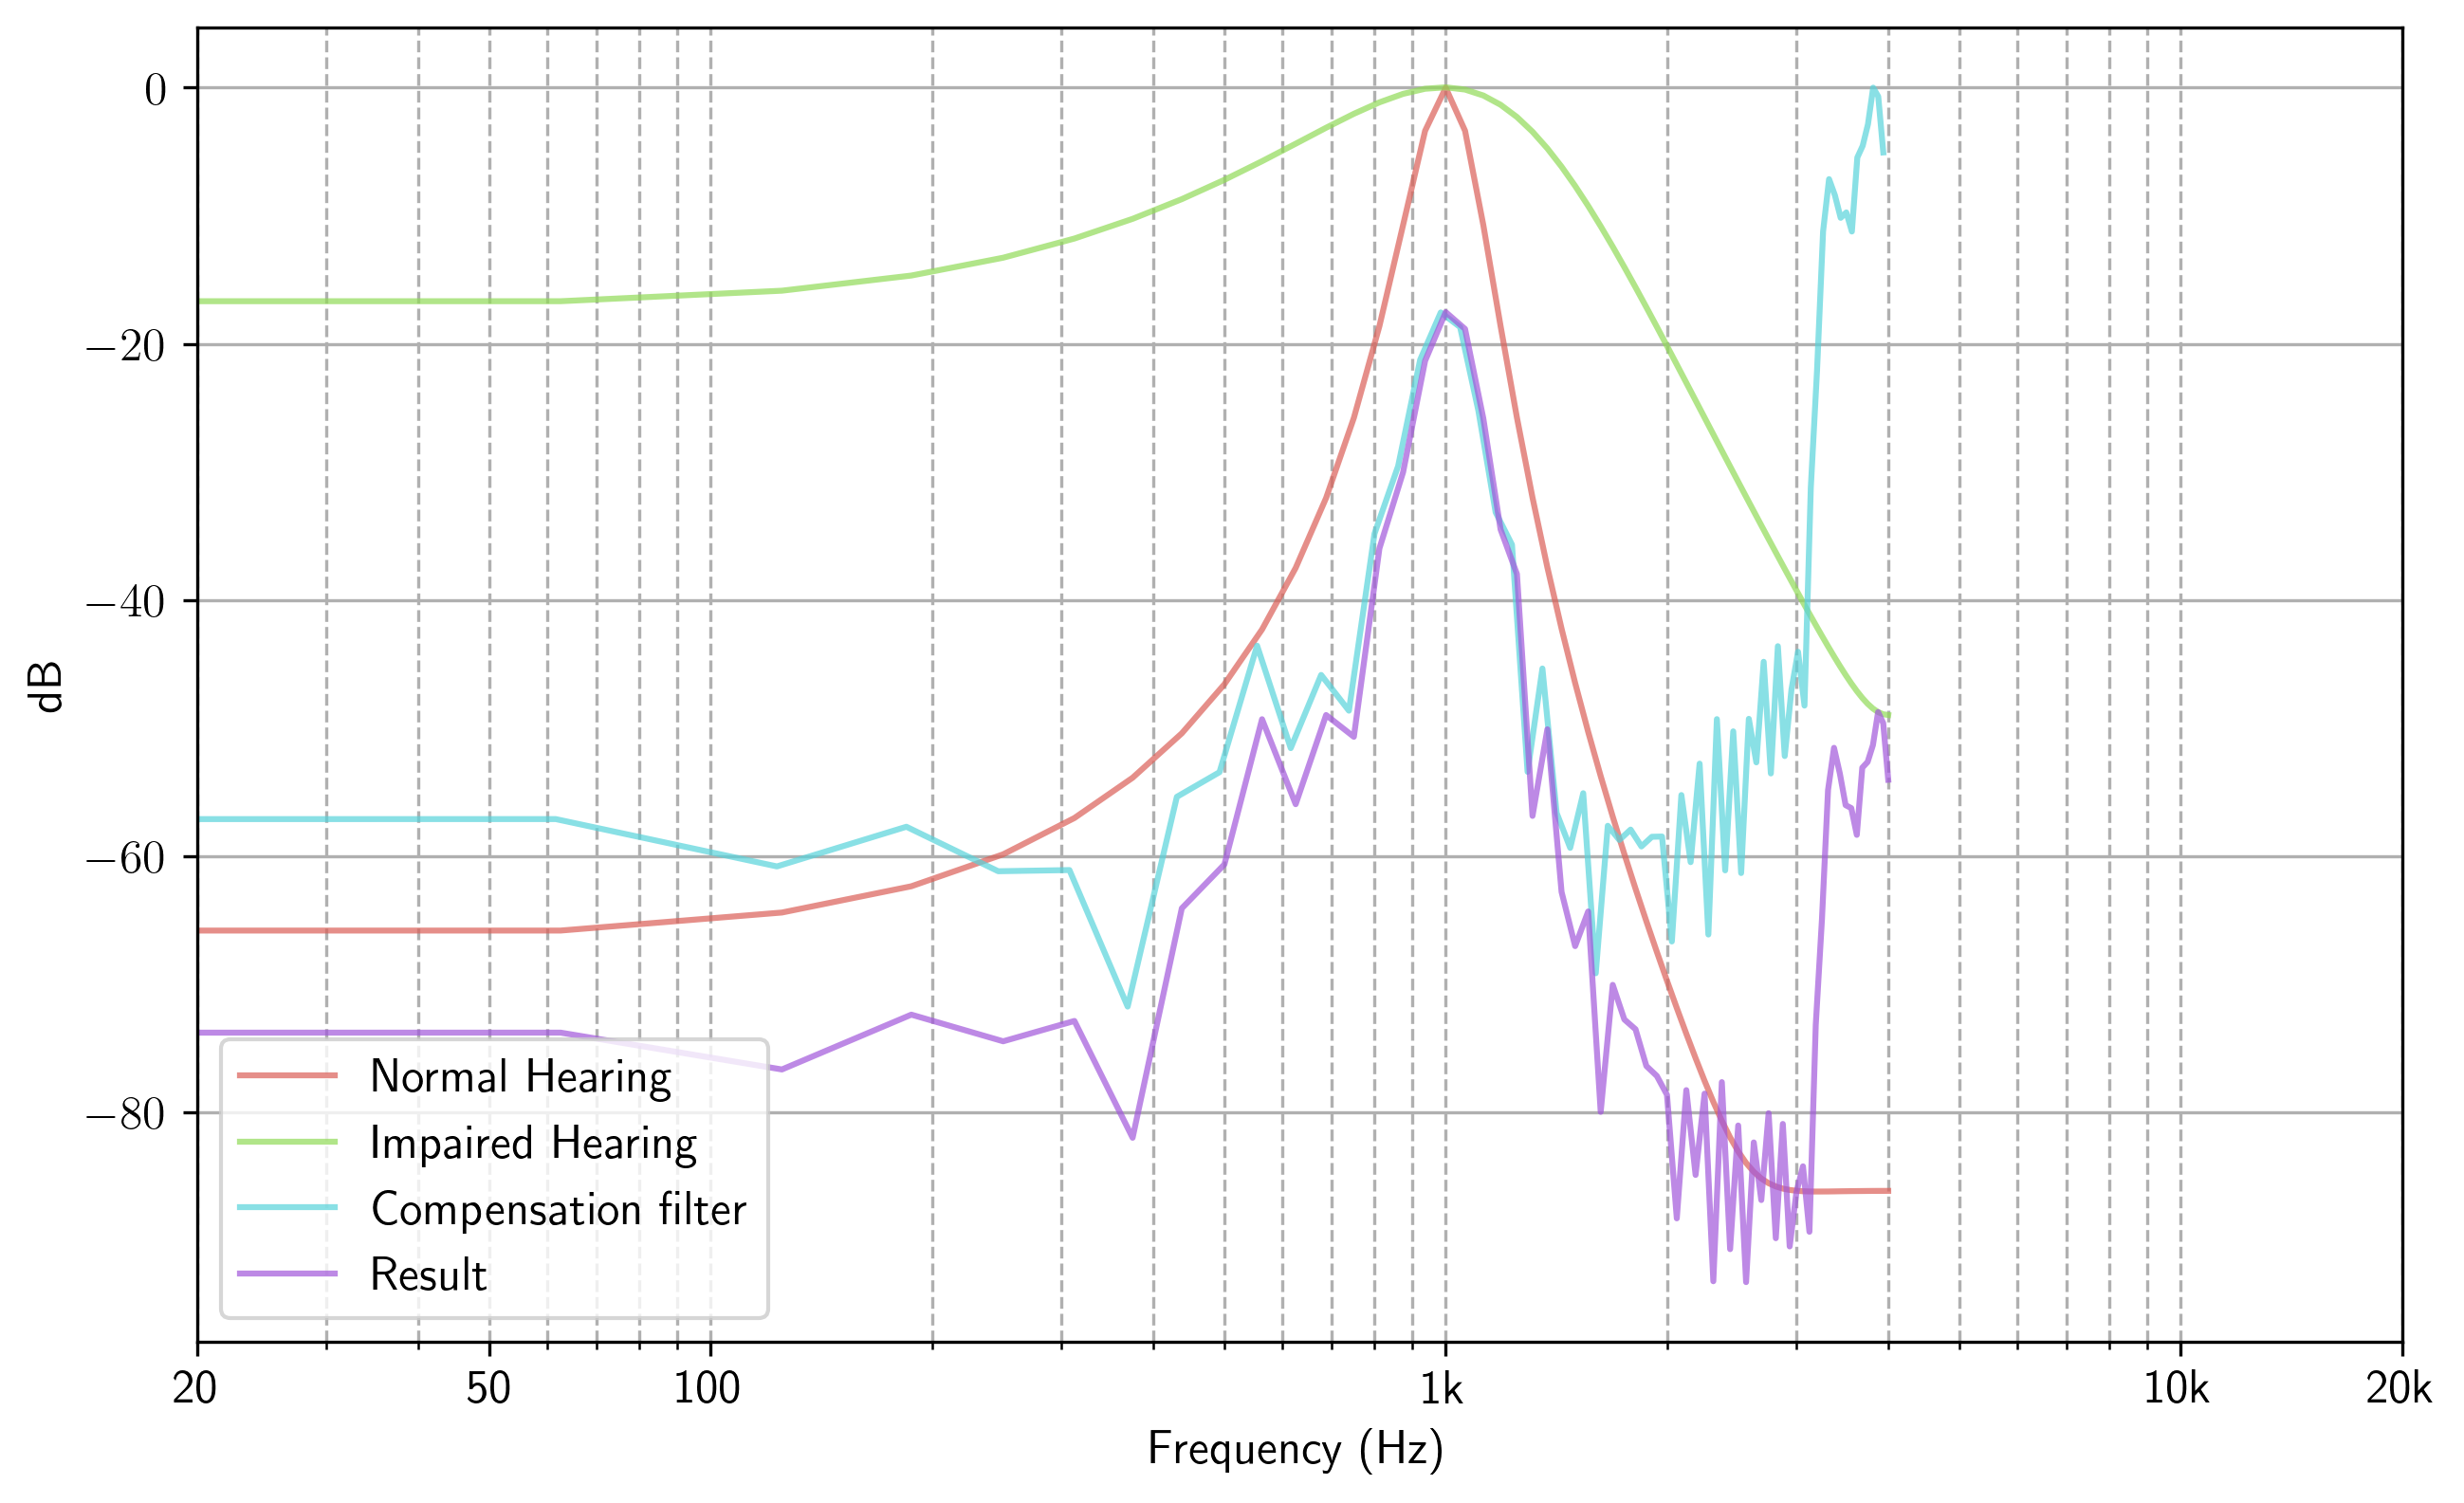 0
−20
−40
−60
−80
dB
Normal Hearing
Impaired Hearing
Compensation filter
Result
20 50 100 1k 10k 20k
Frequency (Hz)